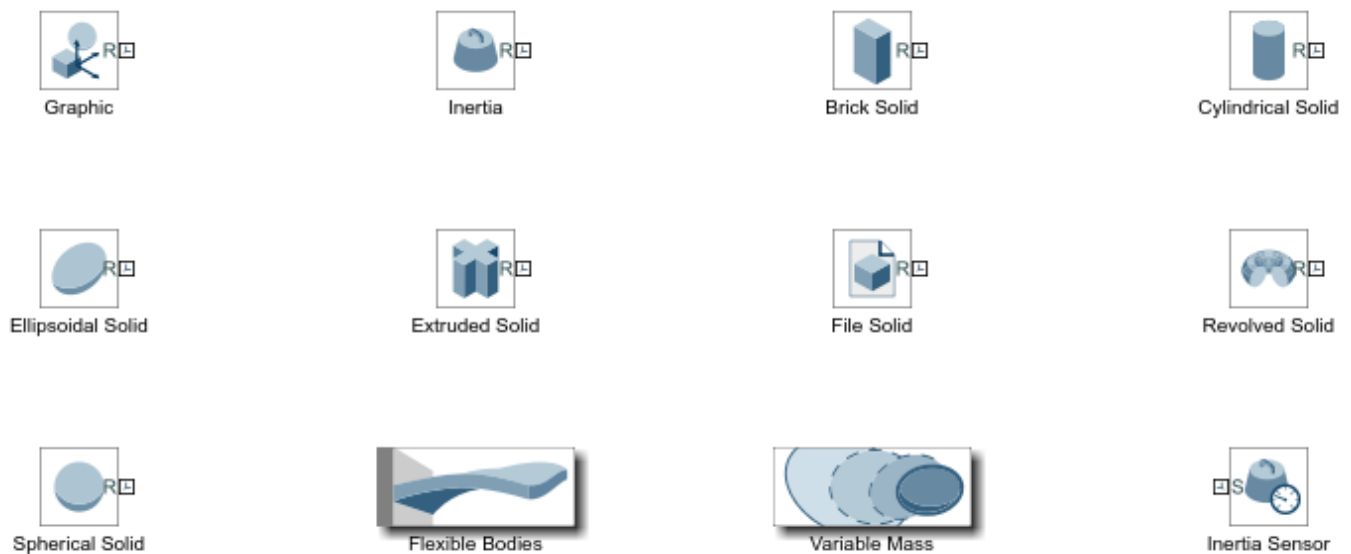 R
Graphic
R
Inertia
R
Brick Solid
R
Cylindrical Solid
R
Ellipsoidal Solid
R
Extruded Solid
R
File Solid
R
Revolved Solid
R
Spherical Solid
Flexible Bodies
Variable Mass
S
Inertia Sensor